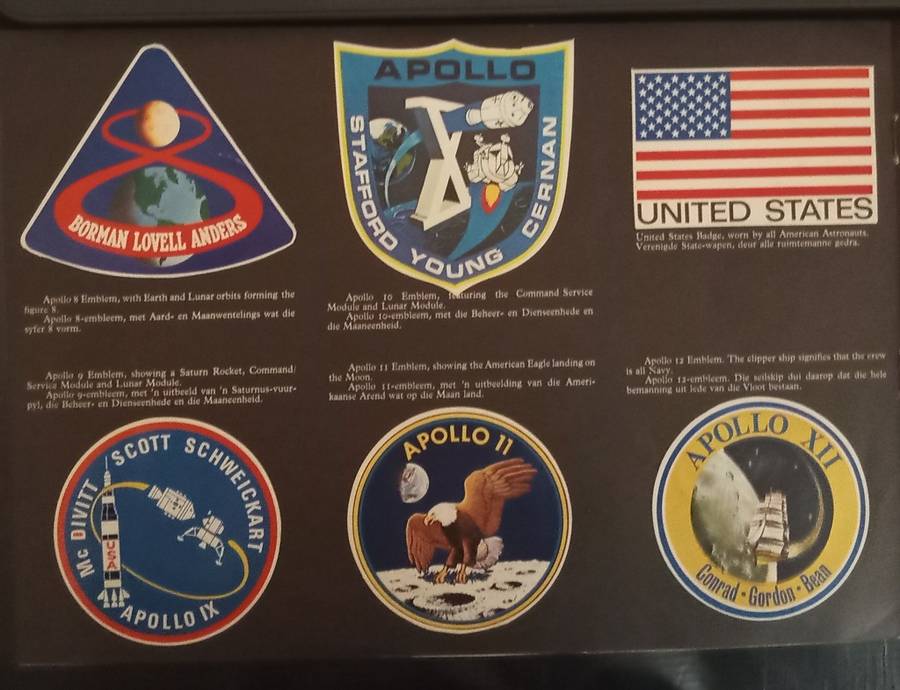 BORMAN LOVELL ANDERS
APOLLO
X
STAFFORD
YOUNG
CERNAN
UNITED STATES
United States Badge, worn by all American Astronauts.
Verenigde State-wapen, deur alle ruimtemanne gedra.
Apollo 8 Emblem, with Earth and Lunar orbits forming the
figure 8.
Apollo 8-embleem, met Aard- en Maanwentelings wat die
syfer 8 vorm.
Apollo 10 Emblem, featuring the Command Service
Module and Lunar Module.
Apollo 10-embleem, met die Beheer- en Dienseenhede en
die Maaneenheid.
Apollo 9 Emblem, showing a Saturn Rocket, Command/
Service Module and Lunar Module.
Apollo 9-embleem, met 'n uitbeeld van 'n Saturnus-vuur-
pyl, die Beheer- en Dienseenhede en die Maaneenheid.
Apollo 11 Emblem, showing the American Eagle landing on
the Moon.
Apollo 11-embleem, met 'n uitbeelding van die Ameri-
kaanse Arend wat op die Maan land.
Apollo 12 Emblem. The clipper ship signifies that the crew
is all Navy.
Apollo 12-embleem. Die seilskip dui daarop dat die hele
bemanning uit lede van die Vloot bestaan.
Mc DIVITT SCOTT SCHWEICKART
USA
APOLLO IX
APOLLO 11
APOLLO XII
Conrad • Gordon • Bean